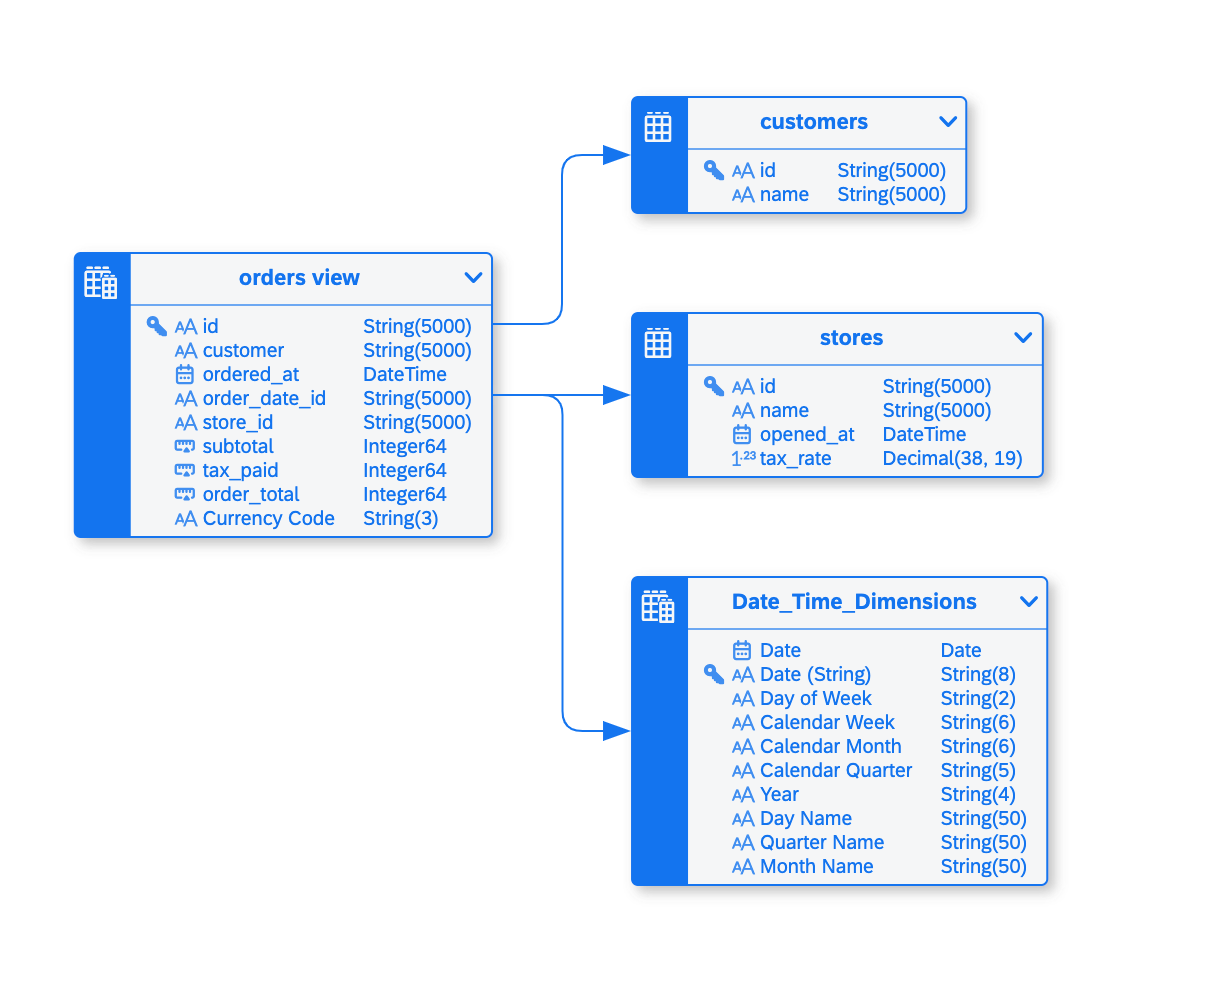 customers
id String(5000)
name String(5000)
orders view
id String(5000)
customer String(5000)
ordered_at DateTime
order_date_id String(5000)
store_id String(5000)
subtotal Integer64
tax_paid Integer64
order_total Integer64
Currency Code String(3)
stores
id String(5000)
name String(5000)
opened_at DateTime
1.23 tax_rate Decimal(38, 19)
Date_Time_Dimensions
Date Date
Date (String) String(8)
Day of Week String(2)
Calendar Week String(6)
Calendar Month String(6)
Calendar Quarter String(5)
Year String(4)
Day Name String(50)
Quarter Name String(50)
Month Name String(50)